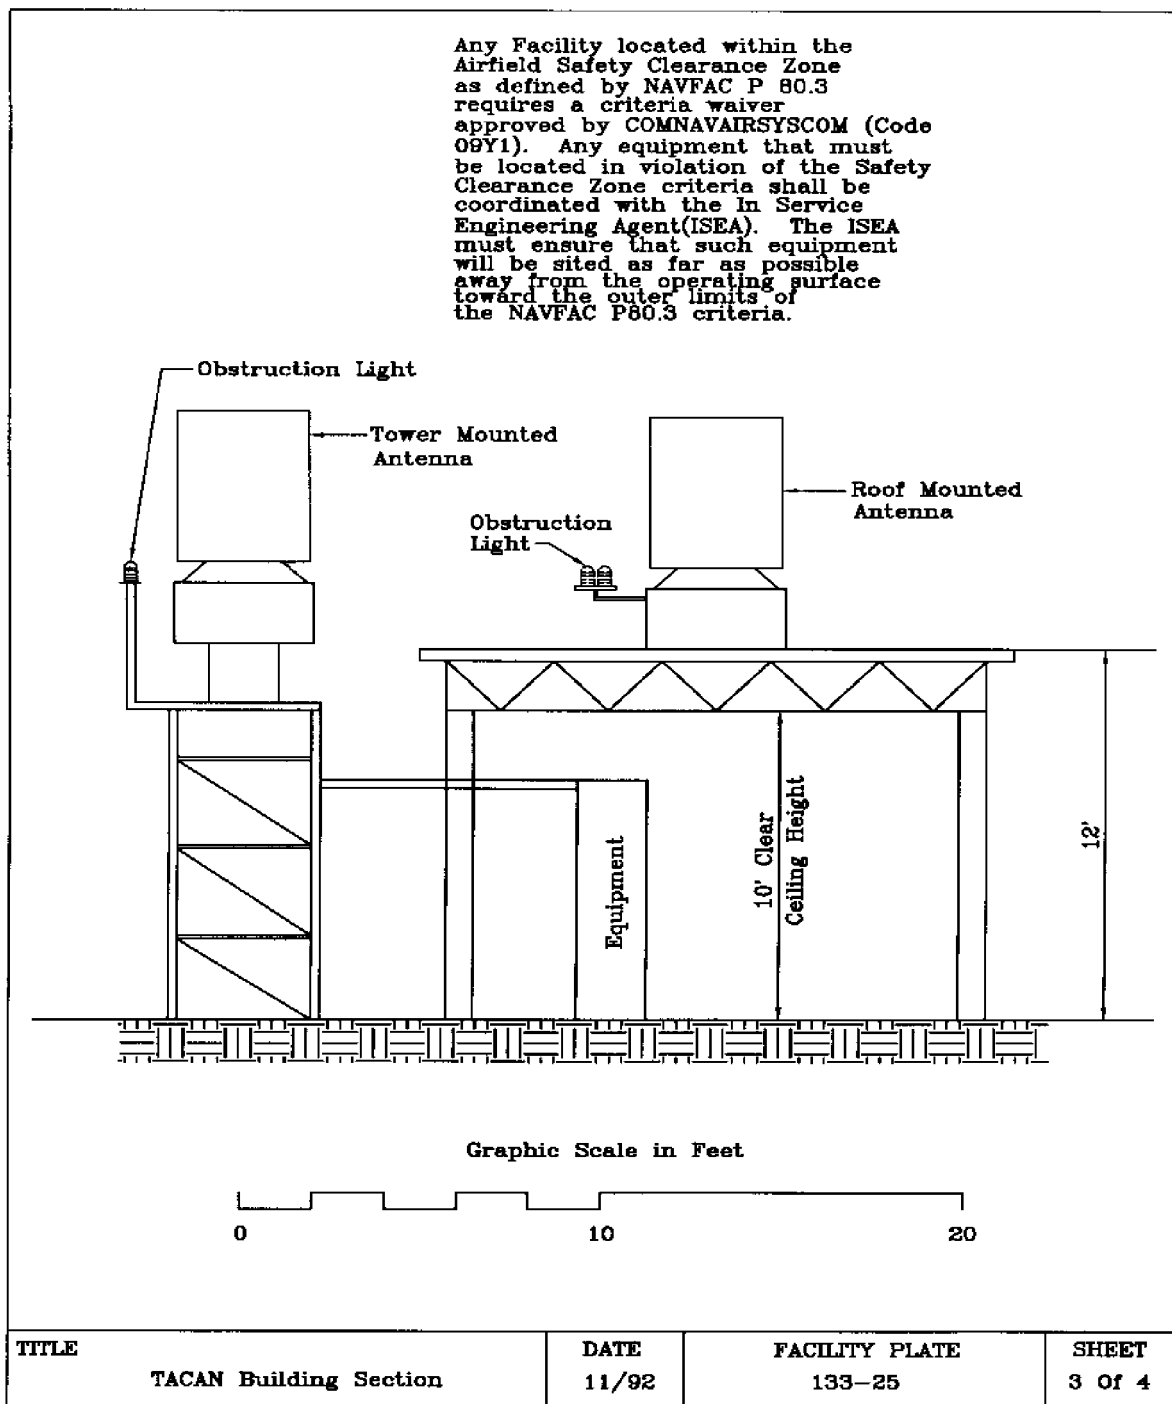 Any Facility located within the
Airfield Safety Clearance Zone
as defined by NAVFAC P 80.3
requires a criteria waiver
approved by COMNAVAIRSYSCOM (Code
09Y1). Any equipment that must
be located in violation of the Safety
Clearance Zone criteria shall be
coordinated with the In Service
Engineering Agent(ISEA). The ISEA
must ensure that such equipment
will be sited as far as possible
away from the operating surface
toward the outer limits of
the NAVFAC P80.3 criteria.
Obstruction Light
Tower Mounted
Antenna
Roof Mounted
Antenna
Obstruction
Light
Equipment
10' Clear
Ceiling Height
12'
Graphic Scale in Feet
0 10 20
TITLE
TACAN Building Section
DATE
11/92
FACILITY PLATE
133-25
SHEET
3 Of 4